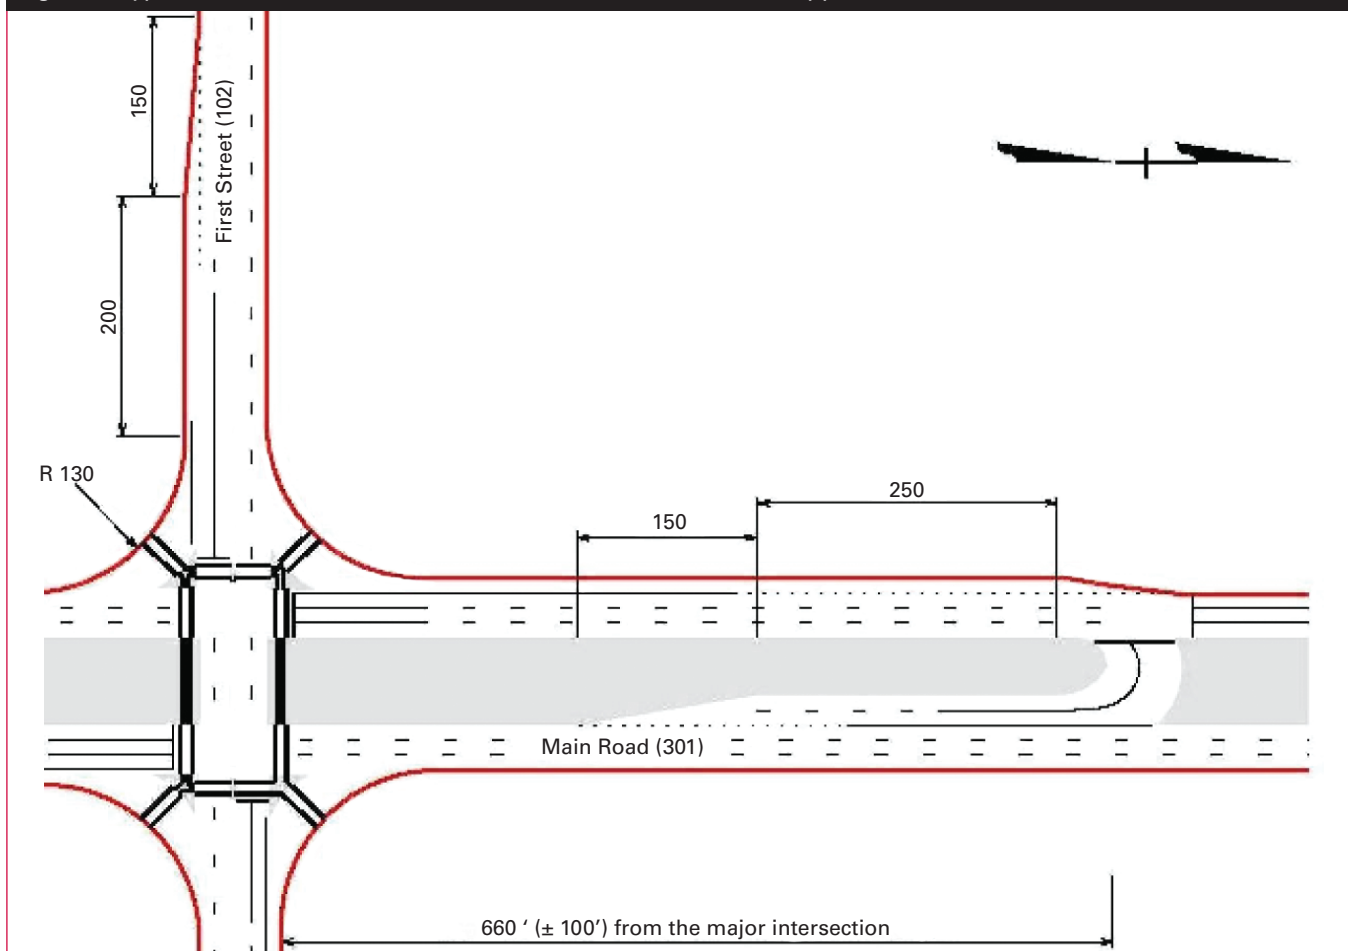 150
First Street (102)
200
R 130
250
150
Main Road (301)
660 ‘ (± 100’) from the major intersection